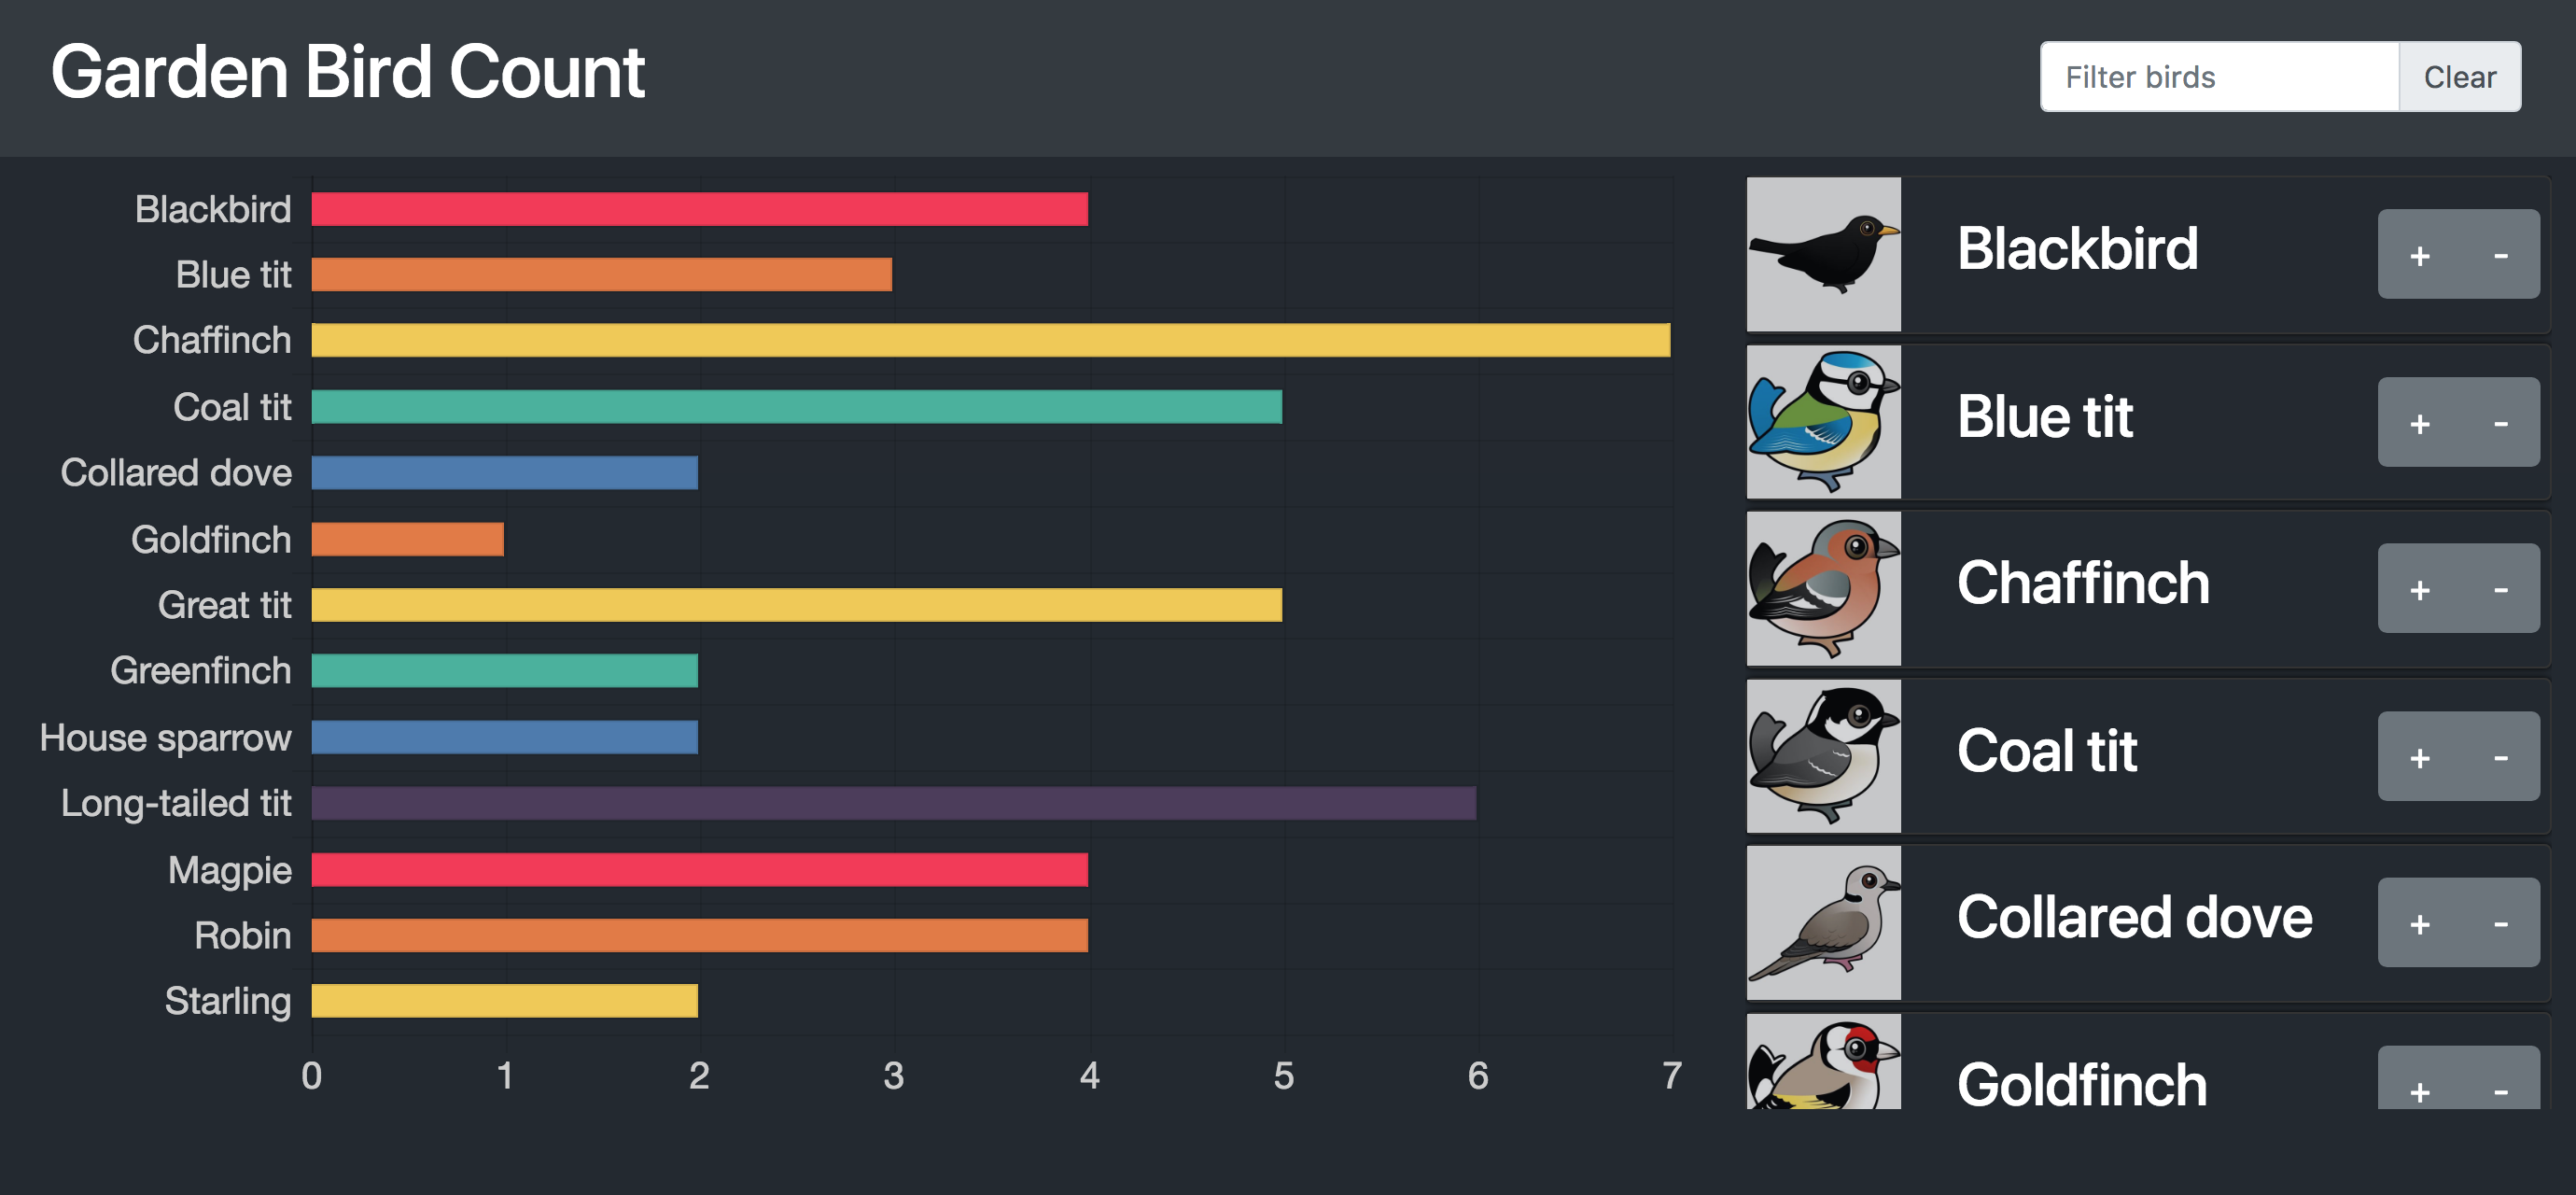 Garden Bird Count
Filter birds
Clear
Blackbird
Blue tit
Chaffinch
Coal tit
Collared dove
Goldfinch
Great tit
Greenfinch
House sparrow
Long-tailed tit
Magpie
Robin
Starling
0 1 2 3 4 5 6 7
Blackbird + -
Blue tit + -
Chaffinch + -
Coal tit + -
Collared dove + -
Goldfinch + -